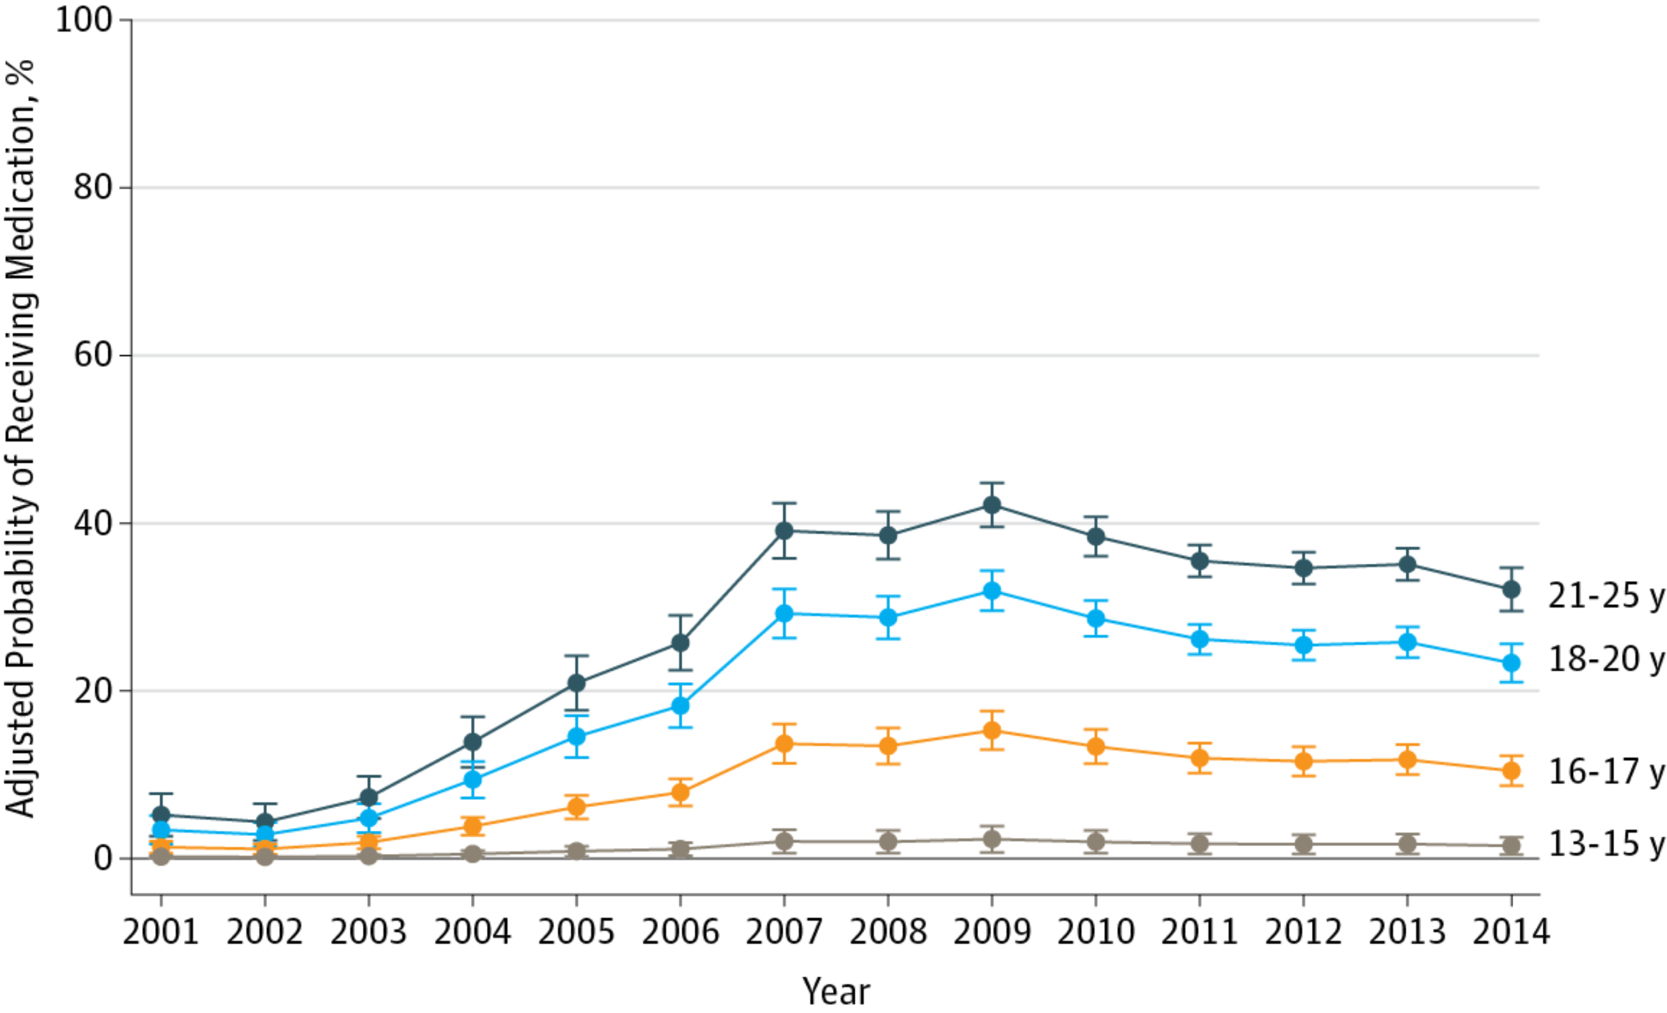 Adjusted Probability of Receiving Medication, %
100
80
60
40
20
0
21-25 y
18-20 y
16-17 y
13-15 y
2001 2002 2003 2004 2005 2006 2007 2008 2009 2010 2011 2012 2013 2014
Year